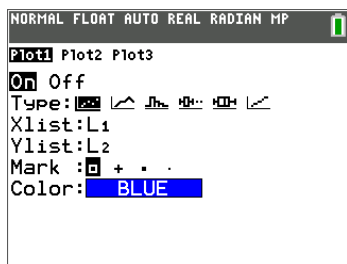 NORMAL FLOAT AUTO REAL RADIAN MP
Plot1 Plot2 Plot3
On Off
Type:
Xlist:L1
Ylist:L2
Mark :
Color: BLUE